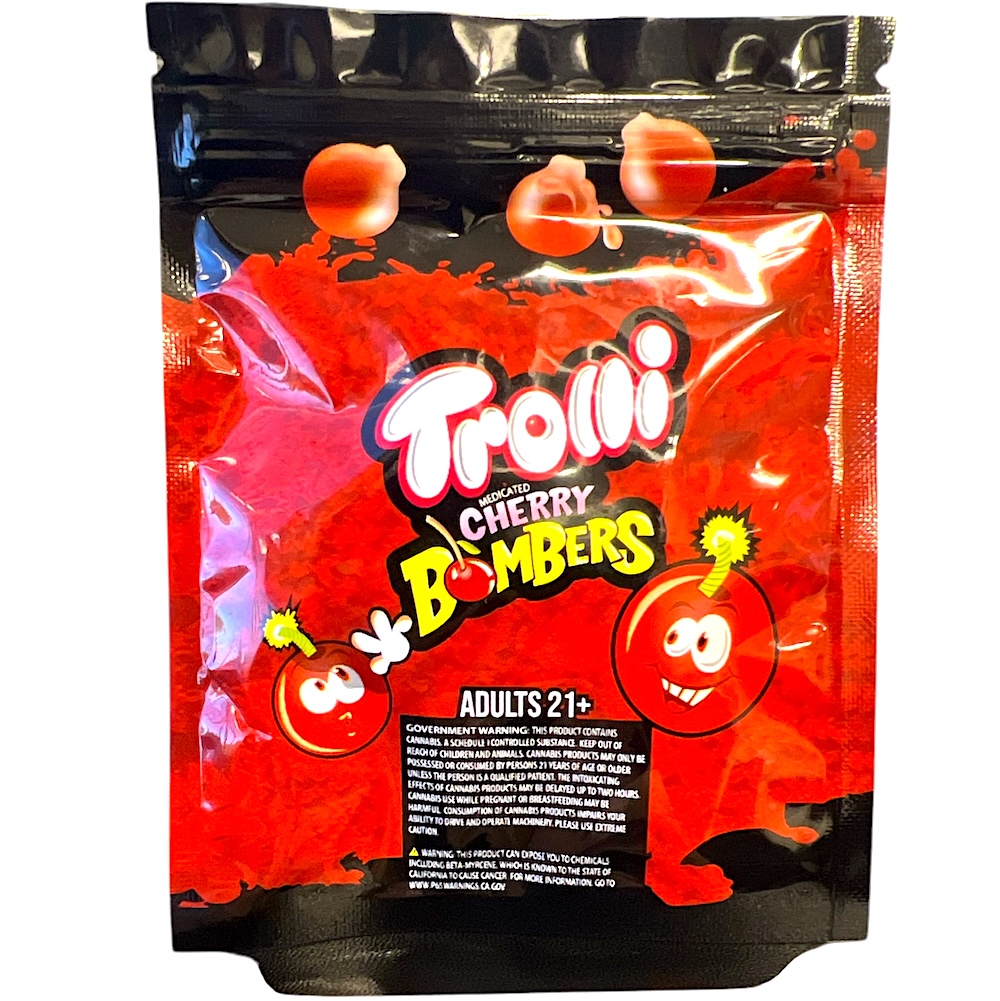 Trolli
MEDICATED
CHERRY
BOMBERS
ADULTS 21+
GOVERNMENT WARNING: THIS PRODUCT CONTAINS
CANNABIS, A SCHEDULE I CONTROLLED SUBSTANCE. KEEP OUT OF
REACH OF CHILDREN AND ANIMALS. CANNABIS PRODUCTS MAY ONLY BE
POSSESSED OR CONSUMED BY PERSONS 21 YEARS OF AGE OR OLDER
UNLESS THE PERSON IS A QUALIFIED PATIENT. THE INTOXICATING
EFFECTS OF CANNABIS PRODUCTS MAY BE DELAYED UP TO TWO HOURS.
CANNABIS USE WHILE PREGNANT OR BREASTFEEDING MAY BE
HARMFUL. CONSUMPTION OF CANNABIS PRODUCTS IMPAIRS YOUR
ABILITY TO DRIVE AND OPERATE MACHINERY. PLEASE USE EXTREME
CAUTION.
WARNING: THIS PRODUCT CAN EXPOSE YOU TO CHEMICALS
INCLUDING BETA-MYRCENE, WHICH IS KNOWN TO THE STATE OF
CALIFORNIA TO CAUSE CANCER. FOR MORE INFORMATION, GO TO
WWW.P65WARNINGS.CA.GOV